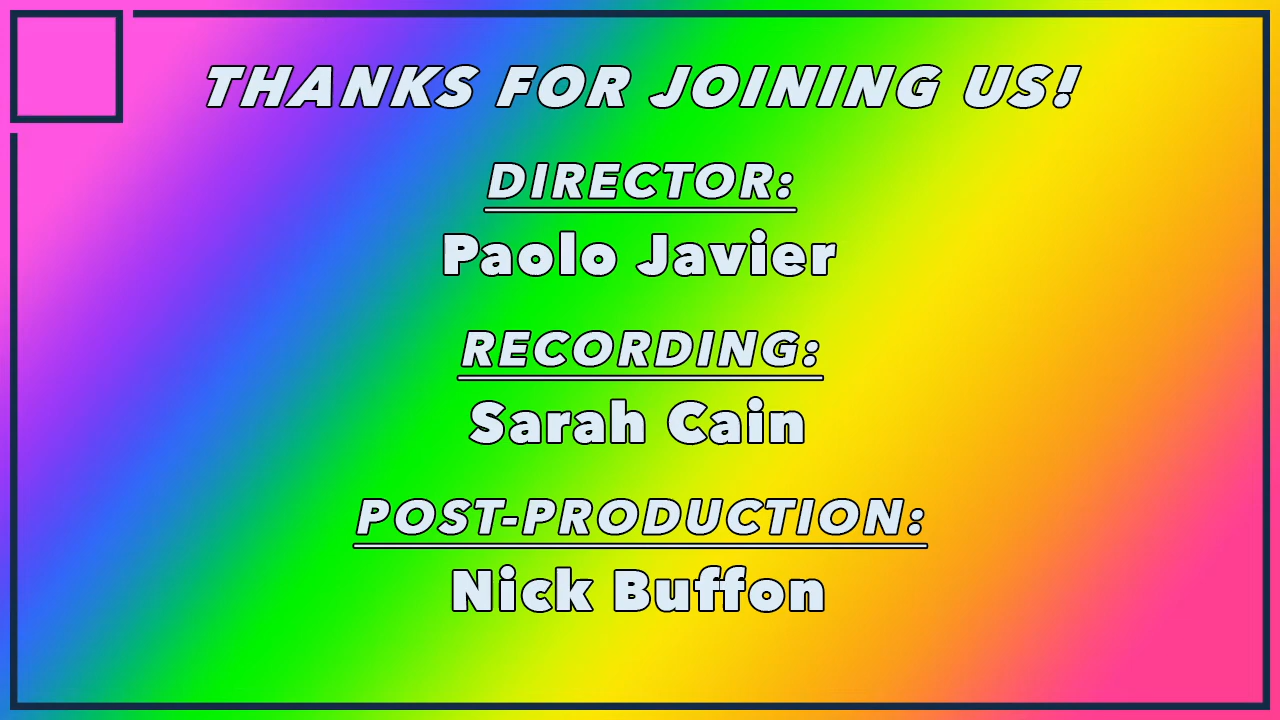 THANKS FOR JOINING US!
DIRECTOR:
Paolo Javier
RECORDING:
Sarah Cain
POST-PRODUCTION:
Nick Buffon